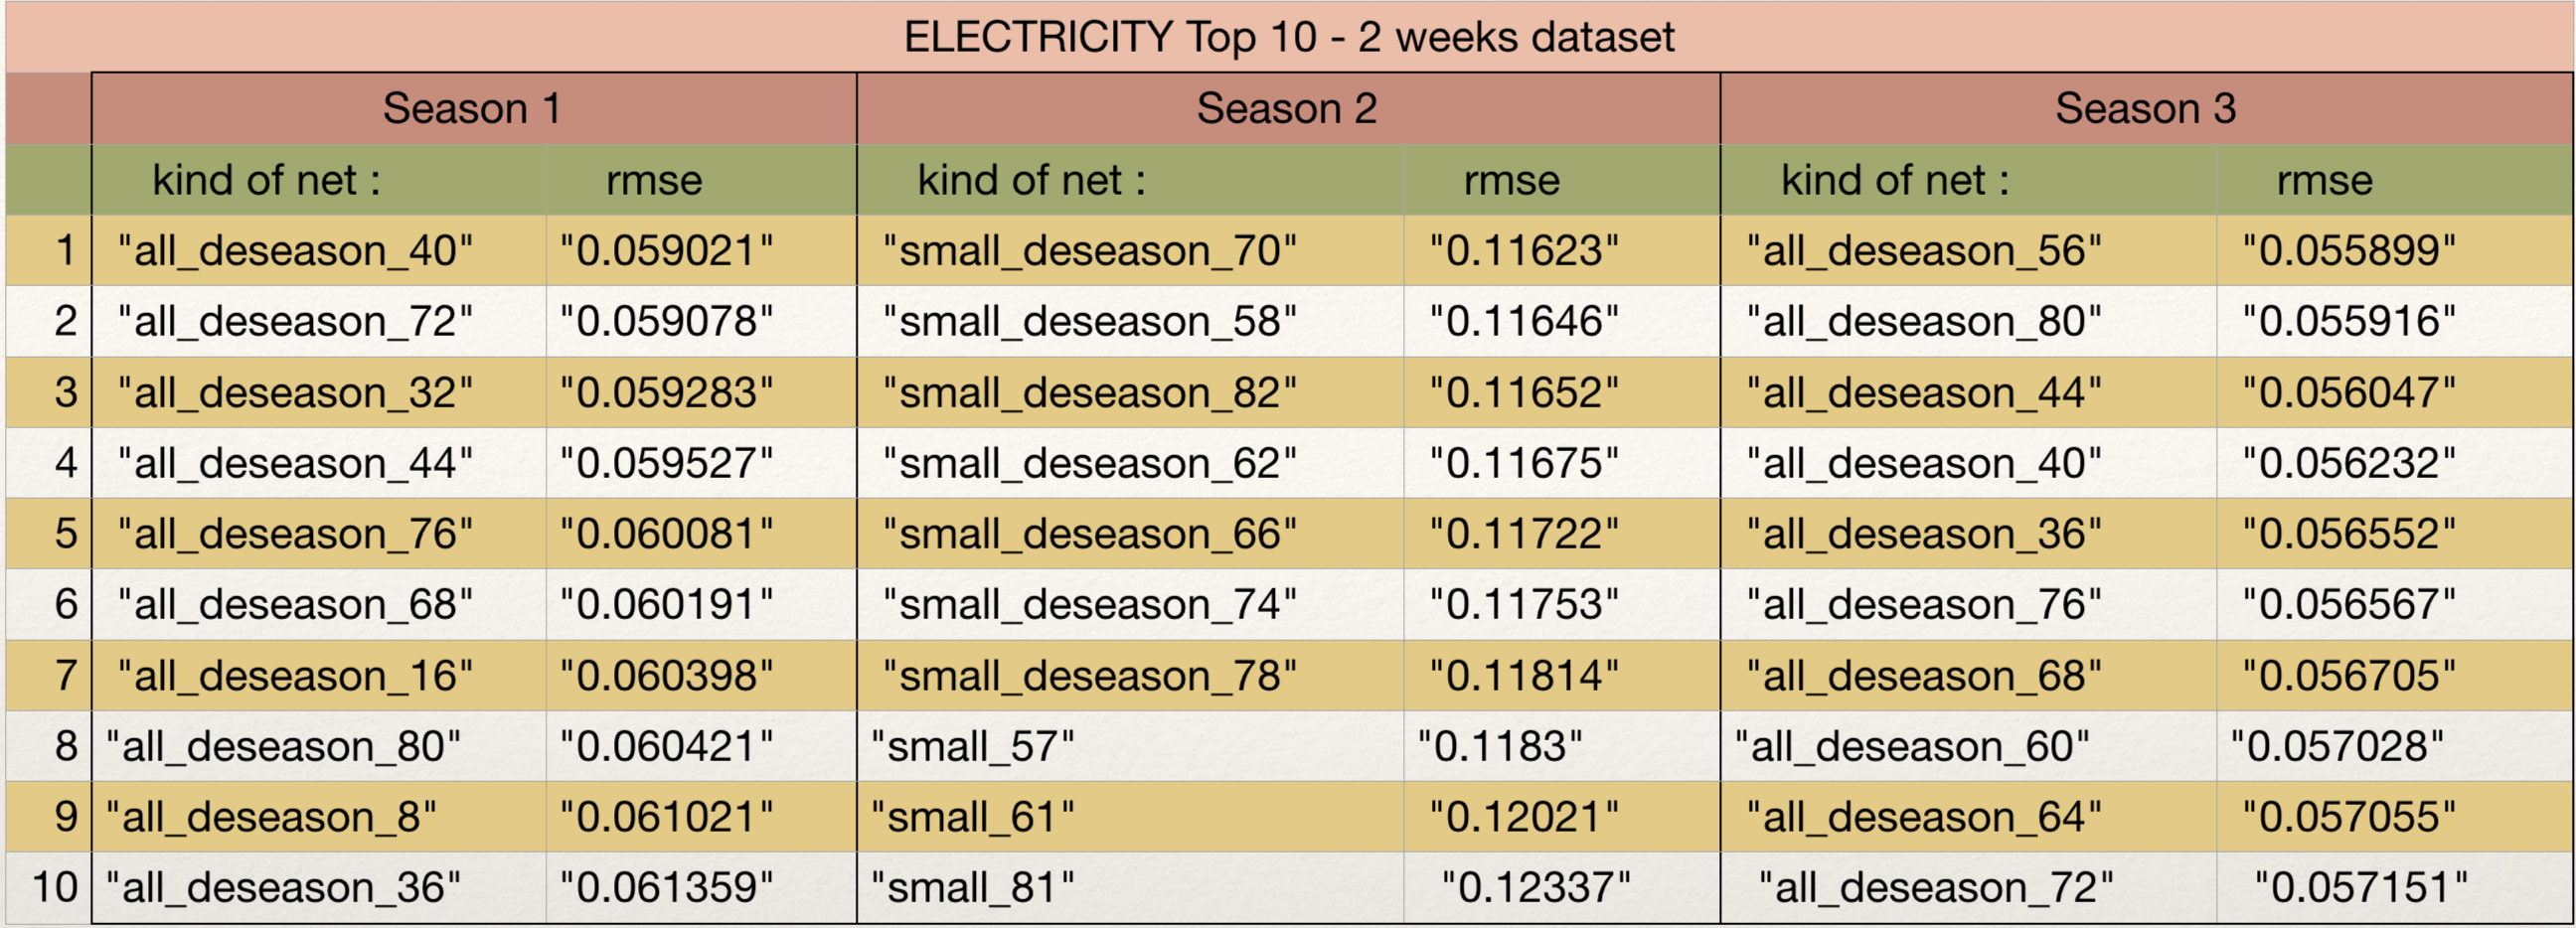 ELECTRICITY Top 10 - 2 weeks dataset
Season 1 Season 2 Season 3
kind of net : rmse kind of net : rmse kind of net : rmse
1 "all_deseason_40" "0.059021" "small_deseason_70" "0.11623" "all_deseason_56" "0.055899"
2 "all_deseason_72" "0.059078" "small_deseason_58" "0.11646" "all_deseason_80" "0.055916"
3 "all_deseason_32" "0.059283" "small_deseason_82" "0.11652" "all_deseason_44" "0.056047"
4 "all_deseason_44" "0.059527" "small_deseason_62" "0.11675" "all_deseason_40" "0.056232"
5 "all_deseason_76" "0.060081" "small_deseason_66" "0.11722" "all_deseason_36" "0.056552"
6 "all_deseason_68" "0.060191" "small_deseason_74" "0.11753" "all_deseason_76" "0.056567"
7 "all_deseason_16" "0.060398" "small_deseason_78" "0.11814" "all_deseason_68" "0.056705"
8 "all_deseason_80" "0.060421" "small_57" "0.1183" "all_deseason_60" "0.057028"
9 "all_deseason_8" "0.061021" "small_61" "0.12021" "all_deseason_64" "0.057055"
10 "all_deseason_36" "0.061359" "small_81" "0.12337" "all_deseason_72" "0.057151"